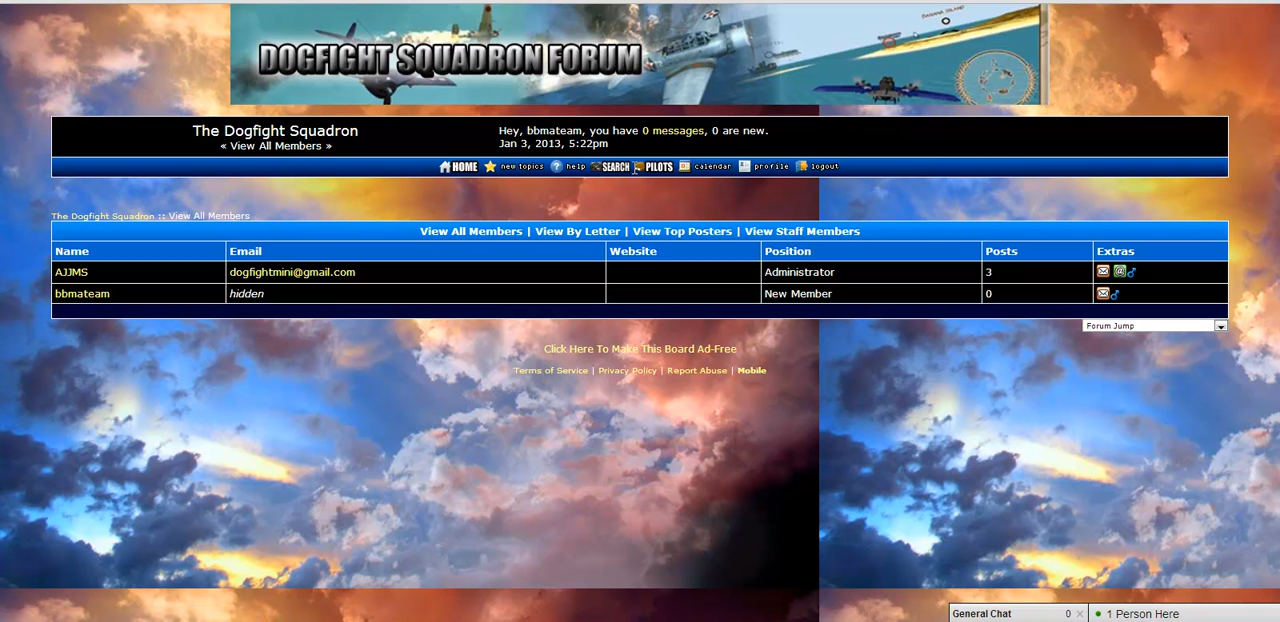 BANANA ISLAND
DOGFIGHT SQUADRON FORUM
The Dogfight Squadron
« View All Members »
Hey, bbmateam, you have 0 messages, 0 are new.
Jan 3, 2013, 5:22pm
HOME new topics help SEARCH PILOTS calendar profile logout
The Dogfight Squadron :: View All Members
View All Members | View By Letter | View Top Posters | View Staff Members
Name Email Website Position Posts Extras
AJJMS dogfightmini@gmail.com Administrator 3
bbmateam hidden New Member 0
Forum Jump
Click Here To Make This Board Ad-Free
Terms of Service | Privacy Policy | Report Abuse | Mobile
General Chat 0 × 1 Person Here